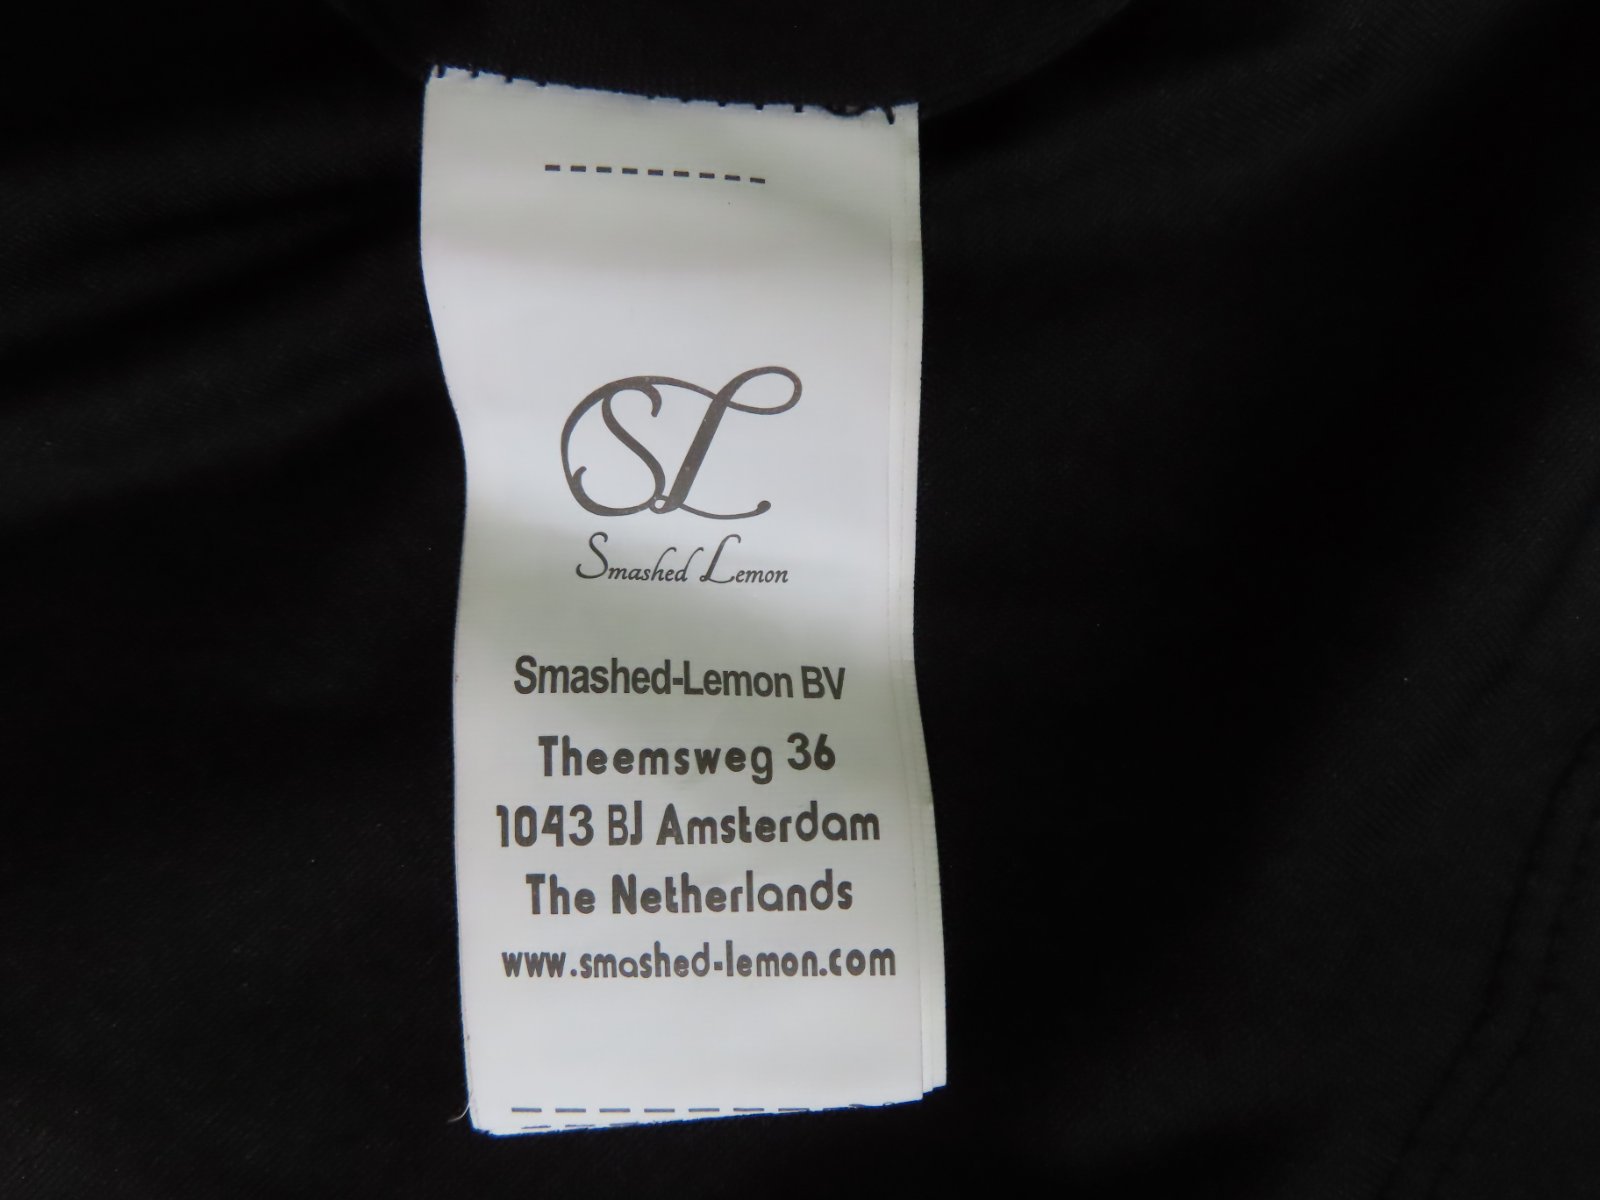 SL
Smashed Lemon
Smashed-Lemon BV
Theemsweg 36
1043 BJ Amsterdam
The Netherlands
www.smashed-lemon.com